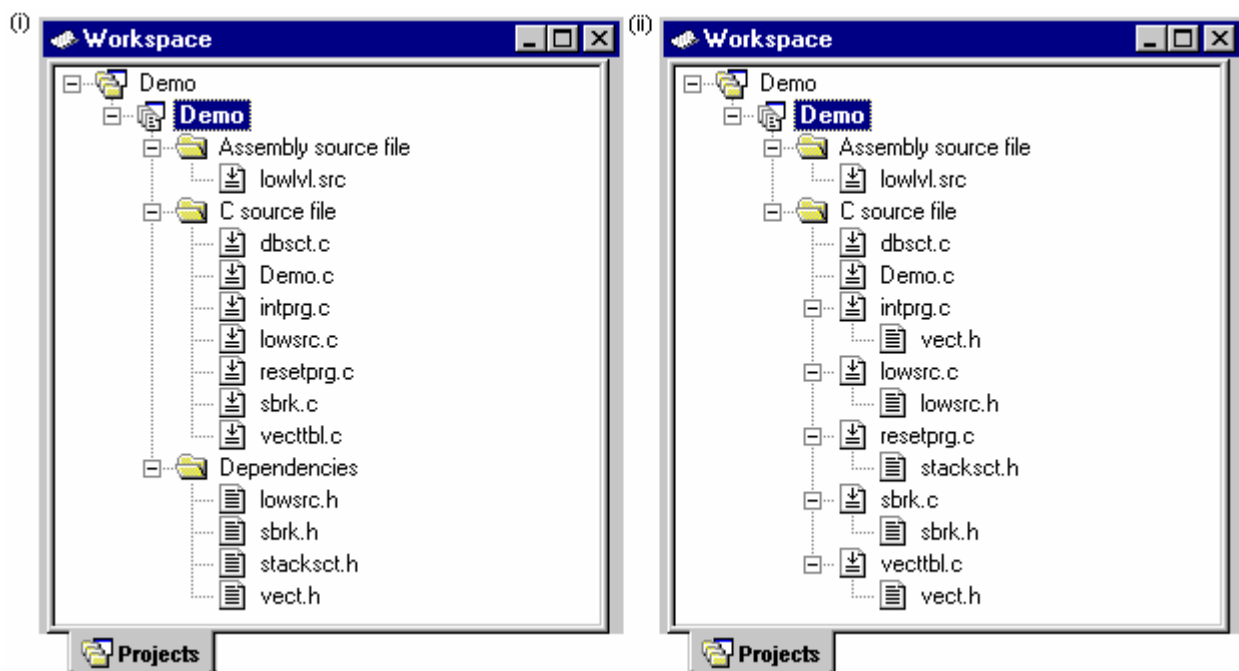 (i)
Workspace
Demo
Demo
Assembly source file
lowlvl.src
C source file
dbsct.c
Demo.c
intprg.c
lowsrc.c
resetprg.c
sbrk.c
vecttbl.c
Dependencies
lowsrc.h
sbrk.h
stacksct.h
vect.h
Projects
(ii)
Workspace
Demo
Demo
Assembly source file
lowlvl.src
C source file
dbsct.c
Demo.c
intprg.c
vect.h
lowsrc.c
lowsrc.h
resetprg.c
stacksct.h
sbrk.c
sbrk.h
vecttbl.c
vect.h
Projects